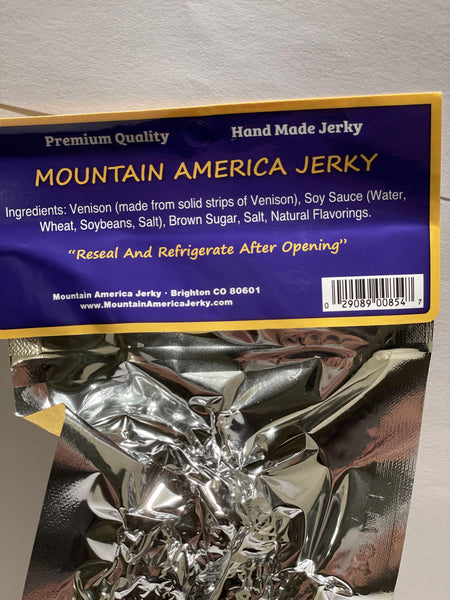 Premium Quality Hand Made Jerky
MOUNTAIN AMERICA JERKY
Ingredients: Venison (made from solid strips of Venison), Soy Sauce (Water,
Wheat, Soybeans, Salt), Brown Sugar, Salt, Natural Flavorings.
"Reseal And Refrigerate After Opening"
Mountain America Jerky · Brighton CO 80601
www.MountainAmericaJerky.com
0 29089 00854 7